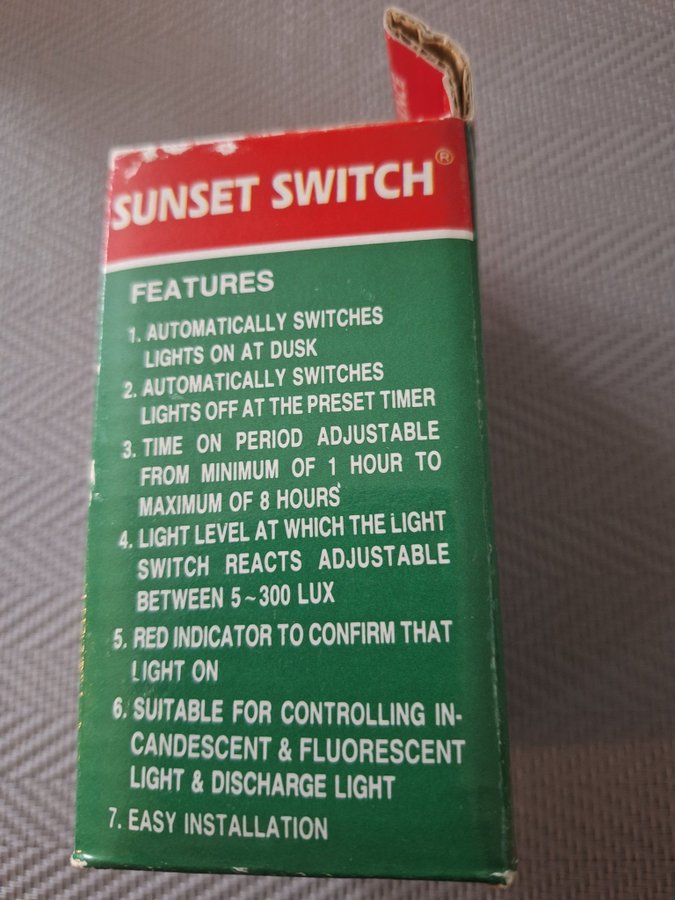 SUNSET SWITCH®
FEATURES
1. AUTOMATICALLY SWITCHES
LIGHTS ON AT DUSK
2. AUTOMATICALLY SWITCHES
LIGHTS OFF AT THE PRESET TIMER
3. TIME ON PERIOD ADJUSTABLE
FROM MINIMUM OF 1 HOUR TO
MAXIMUM OF 8 HOURS
4. LIGHT LEVEL AT WHICH THE LIGHT
SWITCH REACTS ADJUSTABLE
BETWEEN 5~300 LUX
5. RED INDICATOR TO CONFIRM THAT
LIGHT ON
6. SUITABLE FOR CONTROLLING IN-
CANDESCENT & FLUORESCENT
LIGHT & DISCHARGE LIGHT
7. EASY INSTALLATION